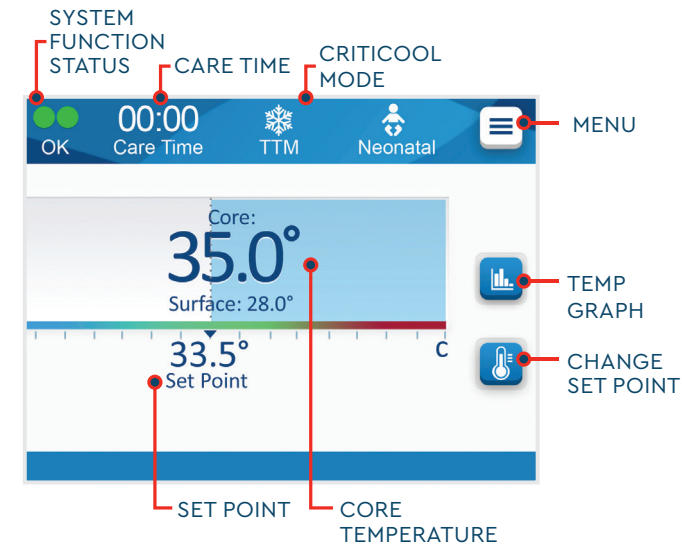 SYSTEM
FUNCTION
STATUS
CARE TIME
CRITICOOL
MODE
00:00
OK
Care Time
TTM
Neonatal
MENU
Core:
35.0°
Surface: 28.0°
TEMP
GRAPH
33.5°
C
Set Point
CHANGE
SET POINT
SET POINT
CORE
TEMPERATURE